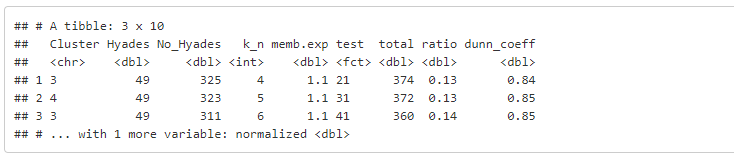 ## # A tibble: 3 x 10
##   Cluster Hyades No_Hyades   k_n memb.exp test  total ratio dunn_coeff
##   <chr>    <dbl>     <dbl> <int>    <dbl> <fct> <dbl> <dbl>      <dbl>
## 1 3           49       325     4      1.1 21      374  0.13       0.84
## 2 4           49       323     5      1.1 31      372  0.13       0.85
## 3 3           49       311     6      1.1 41      360  0.14       0.85
## # ... with 1 more variable: normalized <dbl>